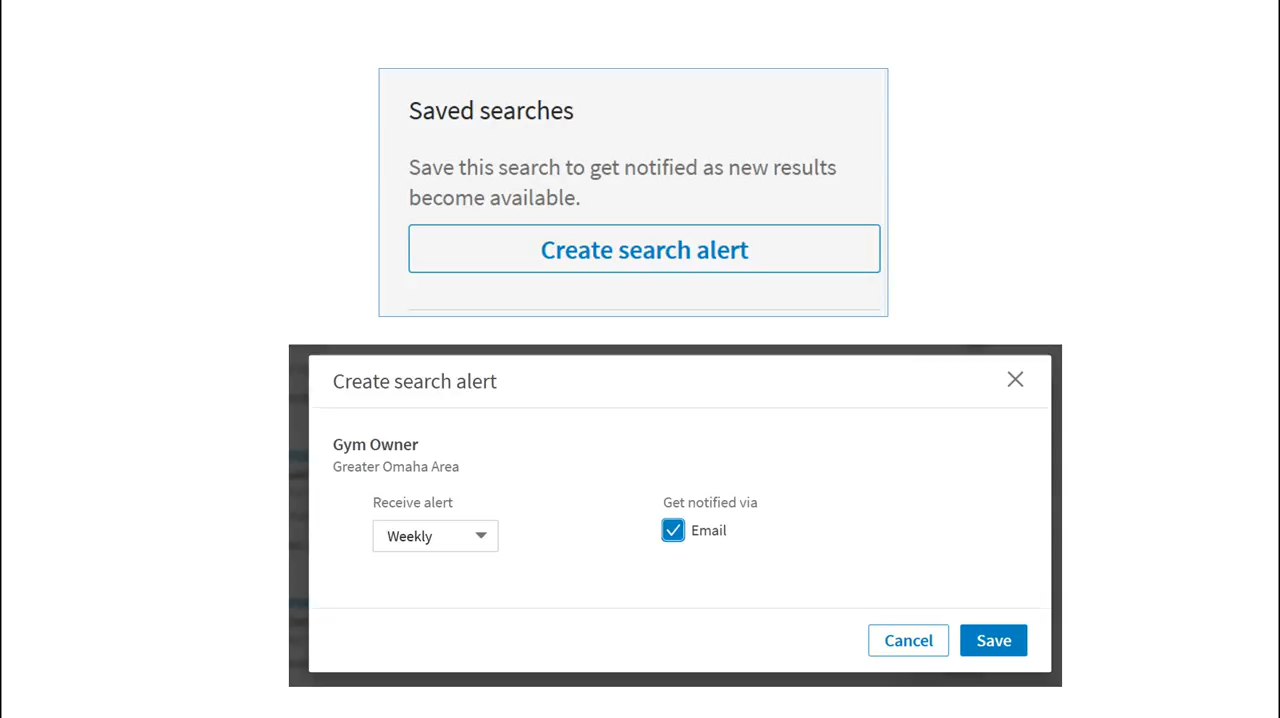 Saved searches
Save this search to get notified as new results
become available.
Create search alert
Create search alert
Gym Owner
Greater Omaha Area
Receive alert
Get notified via
Weekly
Email
Cancel
Save